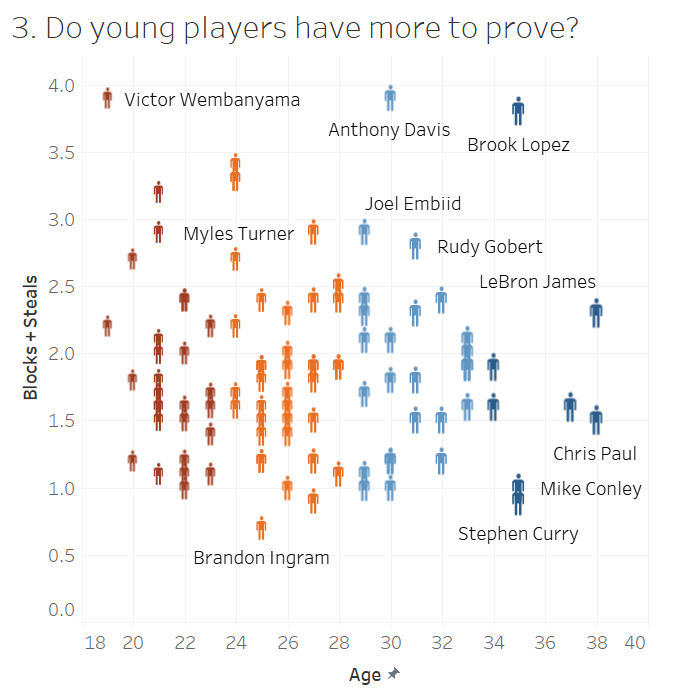 3. Do young players have more to prove?
4.0
Victor Wembanyama
Anthony Davis
Brook Lopez
3.5
Joel Embiid
3.0
Myles Turner
Rudy Gobert
2.5
LeBron James
2.0
1.5
Chris Paul
1.0
Mike Conley
Stephen Curry
0.5
Brandon Ingram
0.0
Blocks + Steals
18 20 22 24 26 28 30 32 34 36 38 40
Age